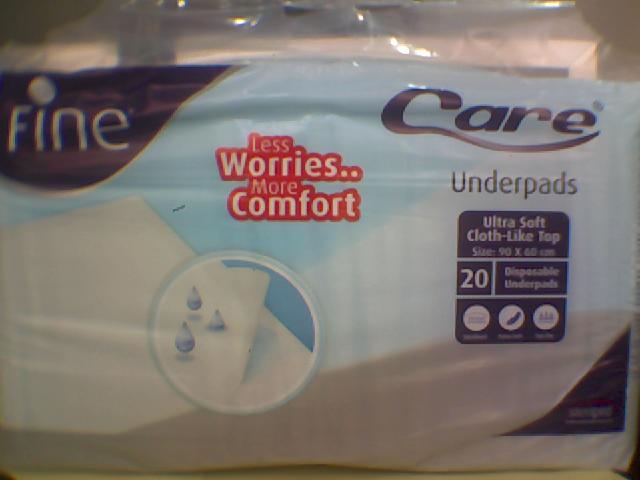 Fine
Care®
Less
Worries..
More
Comfort
Underpads
Ultra Soft
Cloth-Like Top
Size: 90 X 60 cm
20 Disposable
Underpads